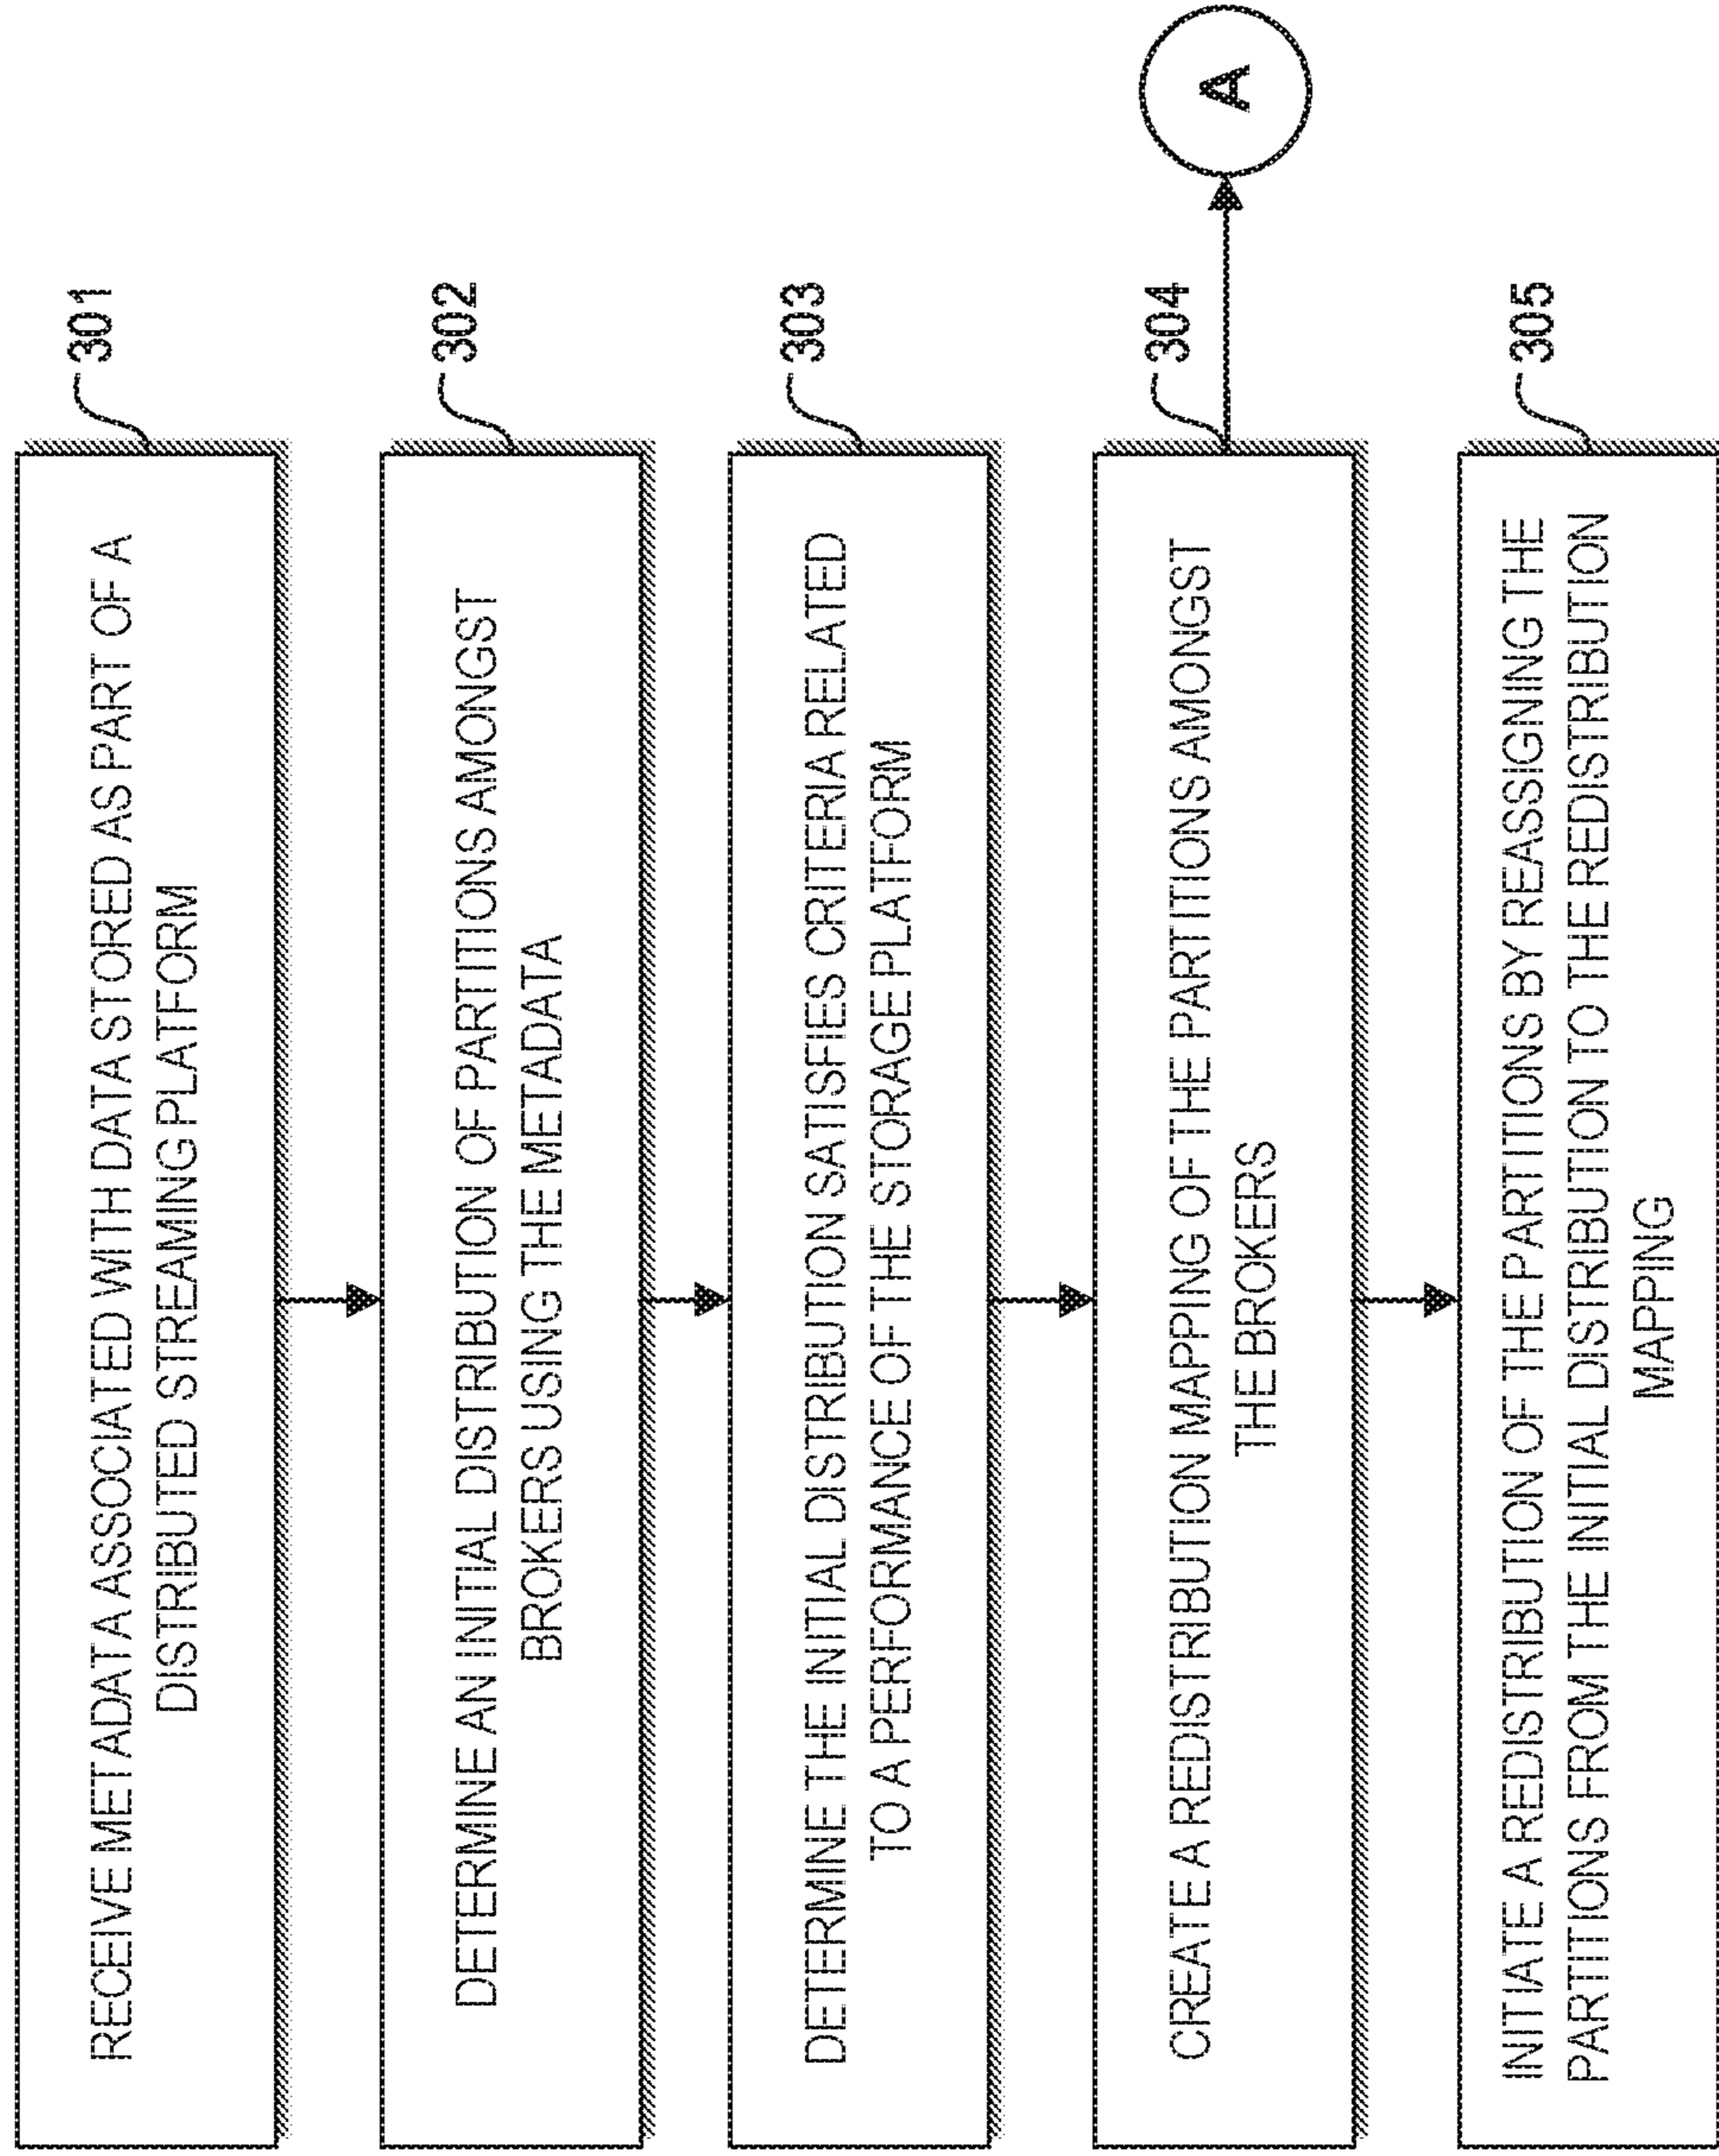 301
RECEIVE METADATA ASSOCIATED WITH DATA STORED AS PART OF A
DISTRIBUTED STREAMING PLATFORM
302
DETERMINE AN INITIAL DISTRIBUTION OF PARTITIONS AMONGST
BROKERS USING THE METADATA
303
DETERMINE THE INITIAL DISTRIBUTION SATISFIES CRITERIA RELATED
TO A PERFORMANCE OF THE STORAGE PLATFORM
304
CREATE A REDISTRIBUTION MAPPING OF THE PARTITIONS AMONGST
THE BROKERS
A
305
INITIATE A REDISTRIBUTION OF THE PARTITIONS BY REASSIGNING THE
PARTITIONS FROM THE INITIAL DISTRIBUTION TO THE REDISTRIBUTION
MAPPING